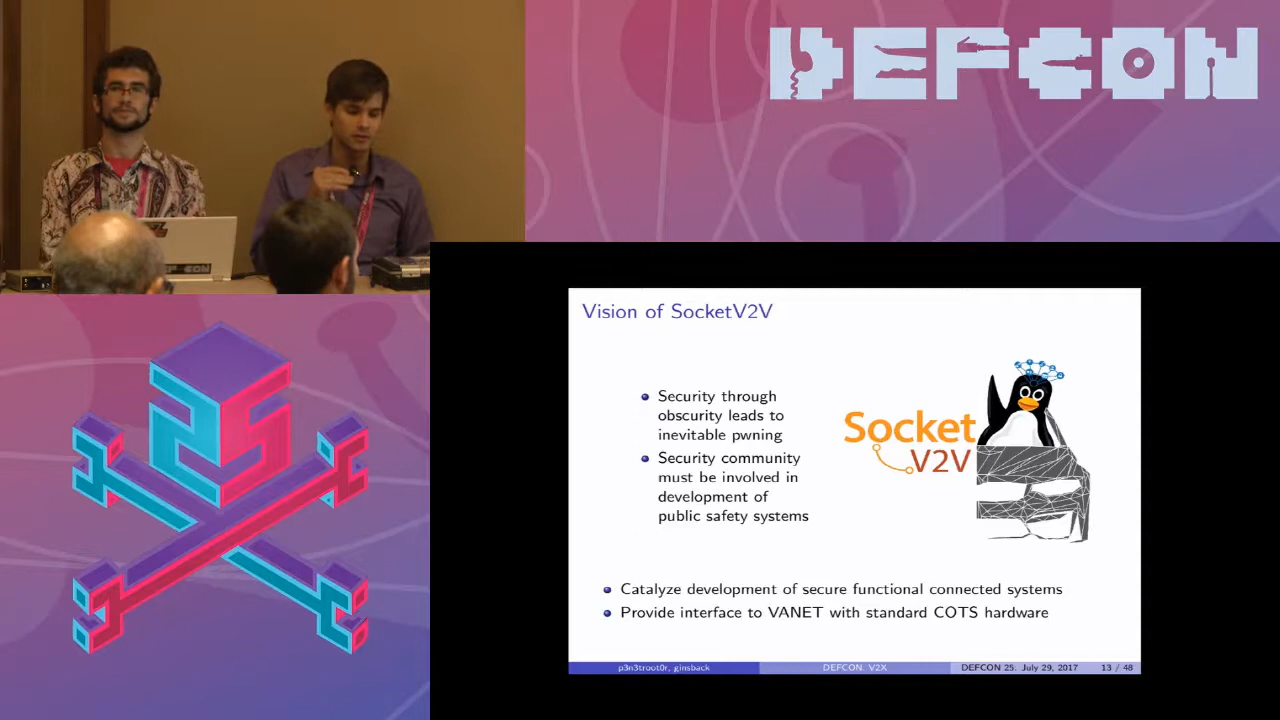 DEFCON
DEF-CON
Vision of SocketV2V
Security through
obscurity leads to
inevitable pwning
Security community
must be involved in
development of
public safety systems
Socket
V2V
Catalyze development of secure functional connected systems
Provide interface to VANET with standard COTS hardware
p3n3troot0r, ginsback
DEFCON. V2X
DEFCON 25. July 29, 2017
13 / 48